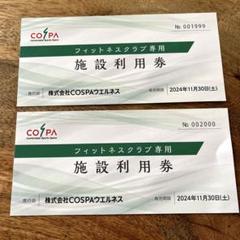 COSPA
№ 001999
フィットネスクラブ専用
施設利用券
株式会社COSPAウエルネス
2024年11月30日(土)
COSPA
№ 002000
フィットネスクラブ専用
施設利用券
株式会社COSPAウエルネス
有効期限 2024年11月30日(土)